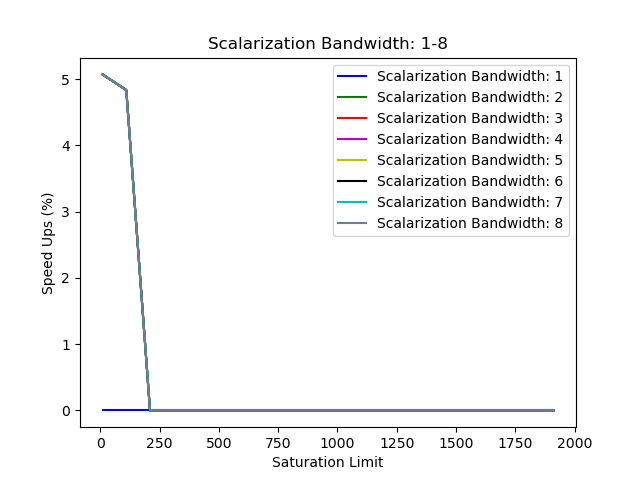 Scalarization Bandwidth: 1-8
Scalarization Bandwidth: 1
Scalarization Bandwidth: 2
Scalarization Bandwidth: 3
Scalarization Bandwidth: 4
Scalarization Bandwidth: 5
Scalarization Bandwidth: 6
Scalarization Bandwidth: 7
Scalarization Bandwidth: 8
Speed Ups (%)
5
4
3
2
1
0
0 250 500 750 1000 1250 1500 1750 2000
Saturation Limit